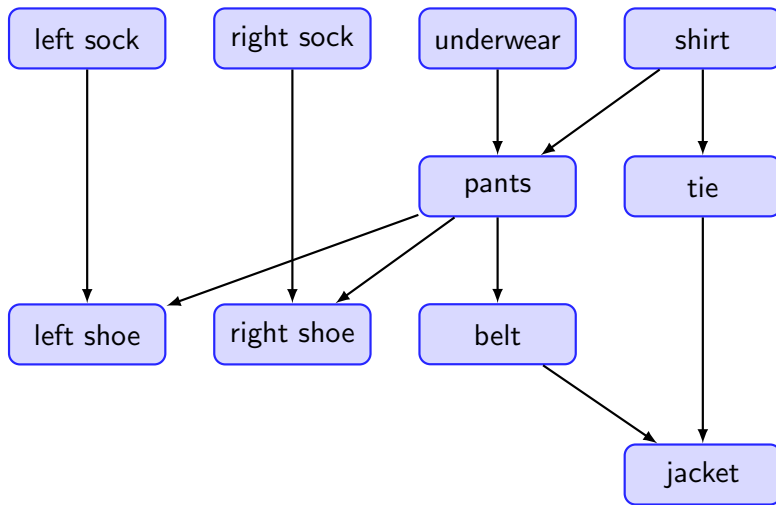 left sock
right sock
underwear
shirt
pants
tie
left shoe
right shoe
belt
jacket